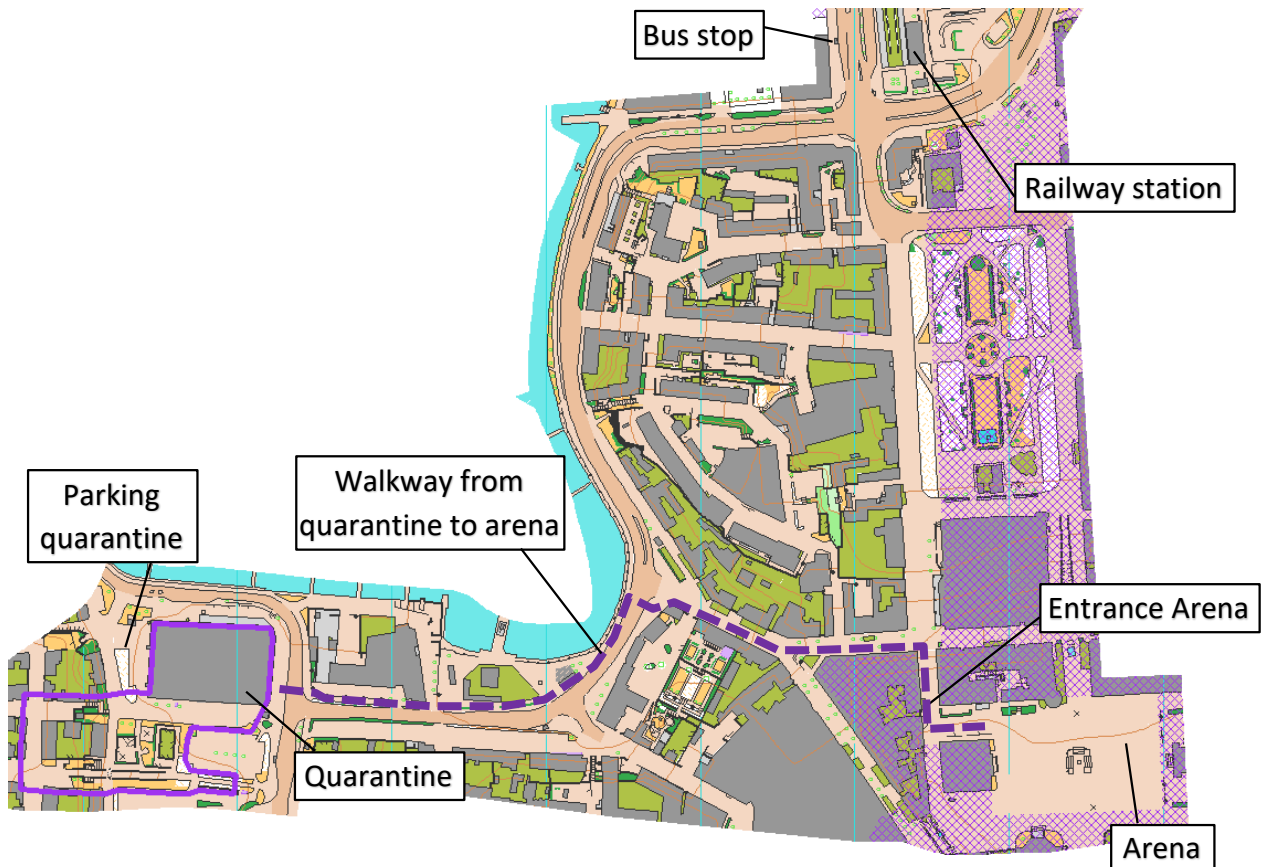 Bus stop
Railway station
Parking
quarantine
Walkway from
quarantine to arena
Entrance Arena
Quarantine
Arena